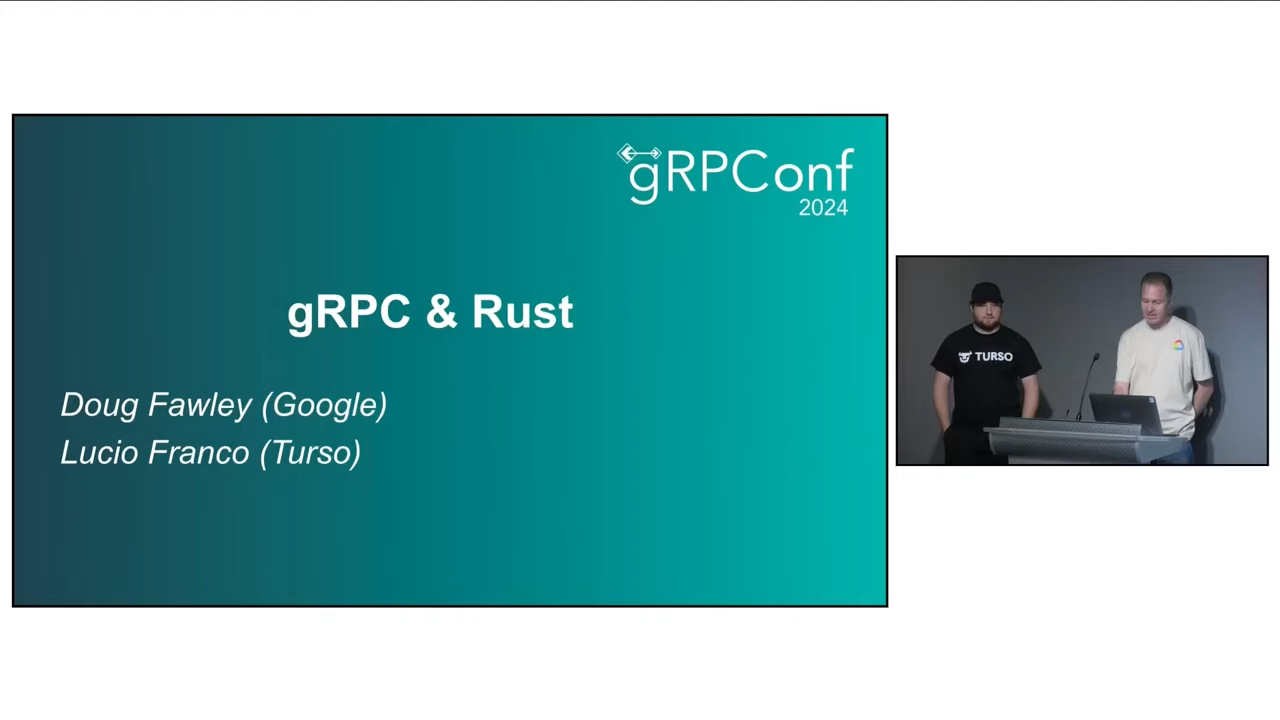 gRPConf
2024
gRPC & Rust
Doug Fawley (Google)
Lucio Franco (Turso)
TURSO